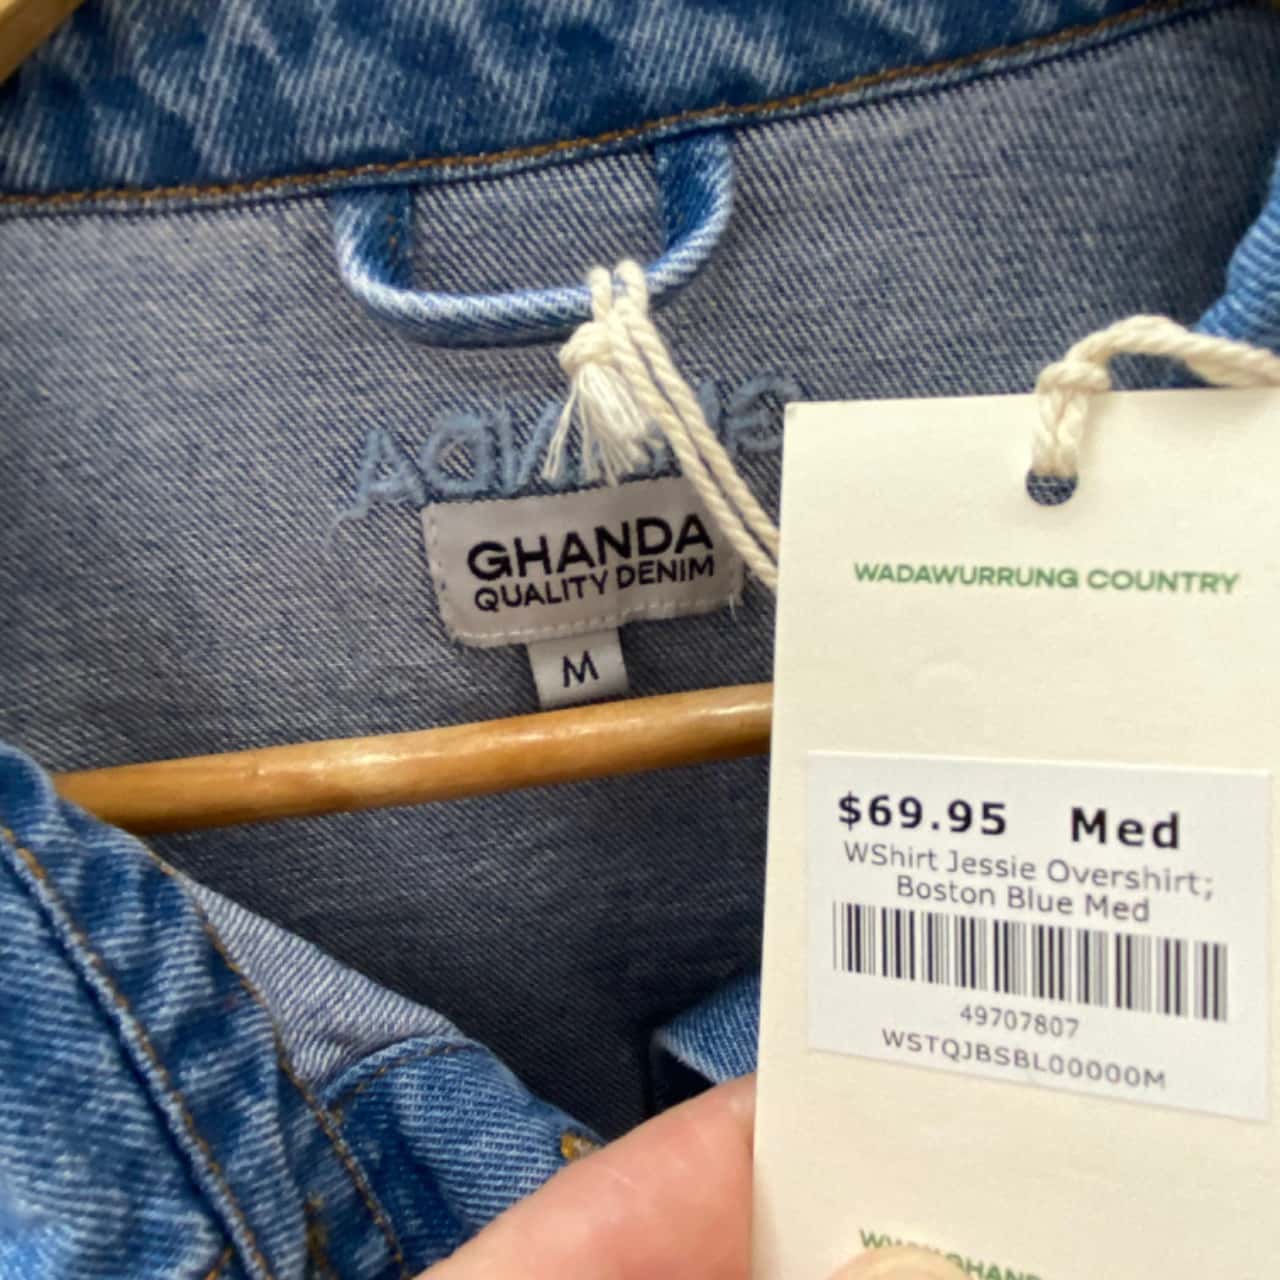 GHANDA
QUALITY DENIM
M
WADAWURRUNG COUNTRY
$69.95 Med
WShirt Jessie Overshirt;
Boston Blue Med
49707807
WSTQJBSBL00000M